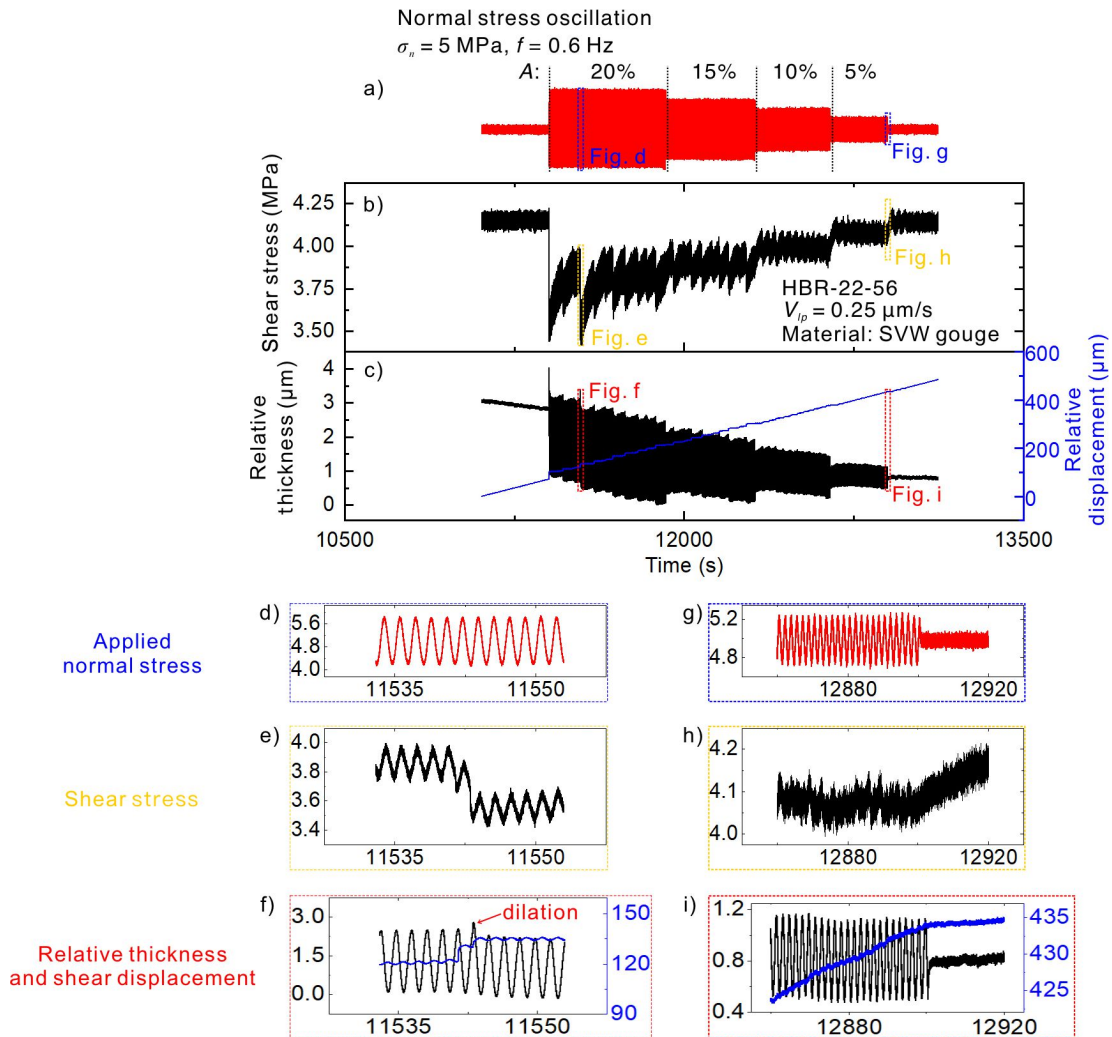 Normal stress oscillation
σn = 5 MPa, f = 0.6 Hz
A: 20% 15% 10% 5%
a)
Fig. d
Fig. g
Shear stress (MPa)
4.25
4.00
3.75
3.50
b)
Fig. e
Fig. h
HBR-22-56
Vlp = 0.25 μm/s
Material: SVW gouge
Relative
thickness (μm)
4
3
2
1
0
c)
Fig. f
Fig. i
600
400
200
0
Relative
displacement (μm)
10500 12000 13500
Time (s)
Applied
normal stress
d)
5.6
4.8
4.0
11535 11550
g)
5.2
4.8
12880 12920
Shear stress
e)
4.0
3.8
3.6
3.4
11535 11550
h)
4.2
4.1
4.0
12880 12920
Relative thickness
and shear displacement
f)
3.0
1.5
0.0
dilation
150
120
90
11535 11550
i)
1.2
0.8
0.4
435
430
425
12880 12920